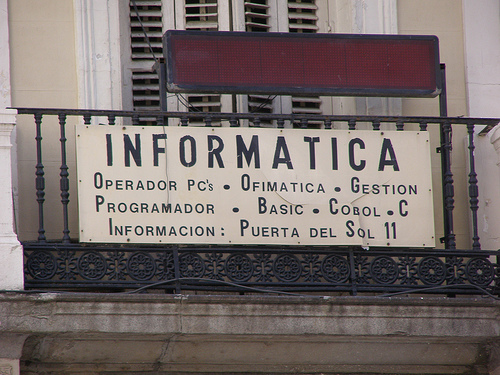 INFORMATICA
OPERADOR PC's . OFIMATICA . GESTION
PROGRAMADOR . BASIC . COBOL . C
INFORMACION : PUERTA DEL SOL 11